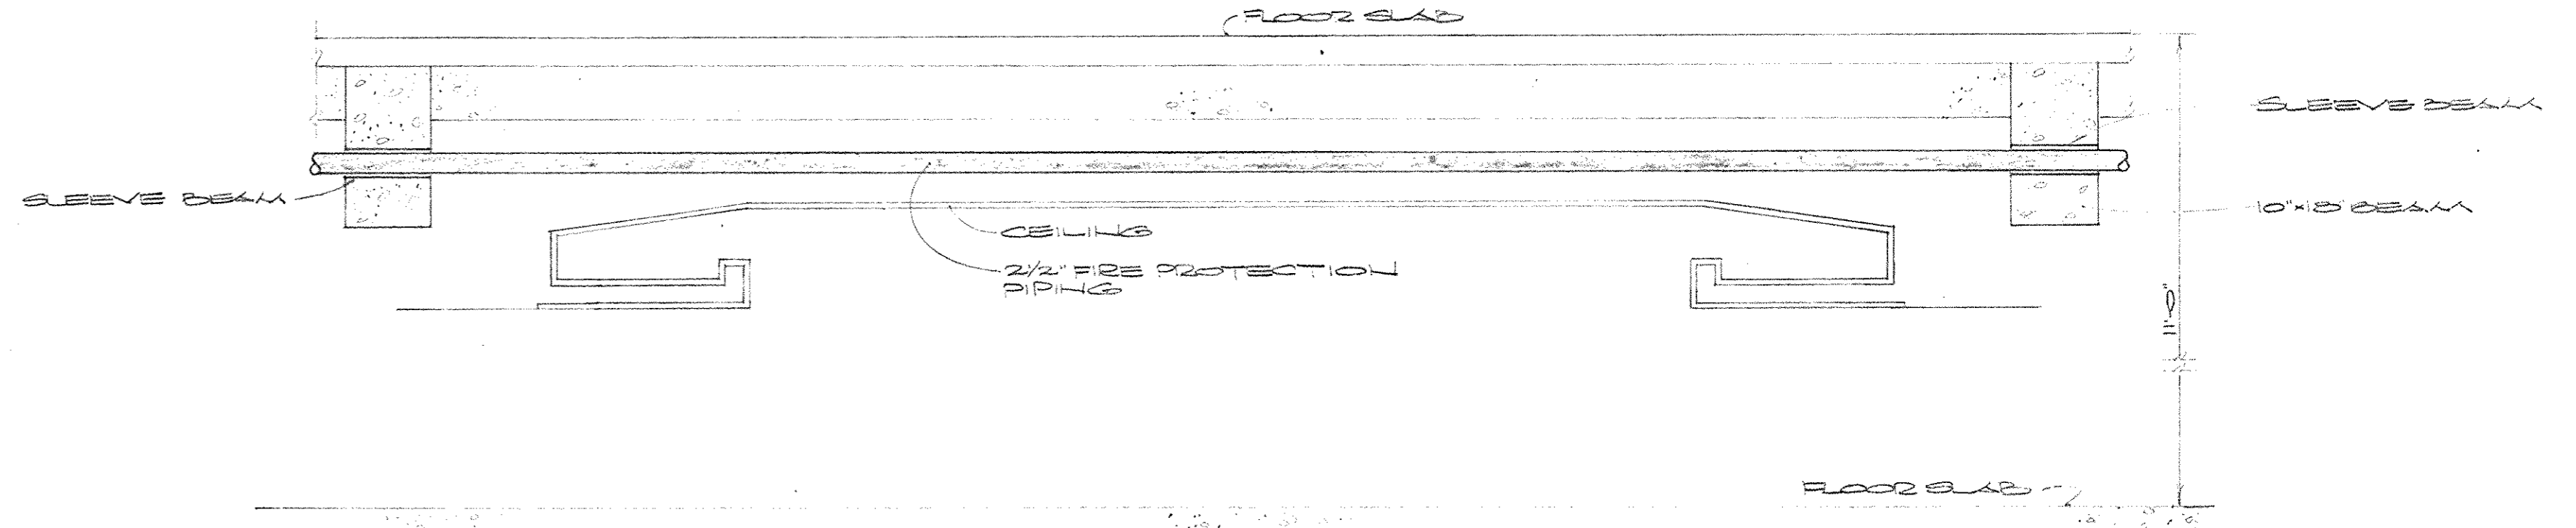 FLOOR SLAB
SLEEVE BEAM
SLEEVE BEAM
10"x18" BEAM
CEILING
2 1/2" FIRE PROTECTION
PIPING
11'-0"
FLOOR SLAB